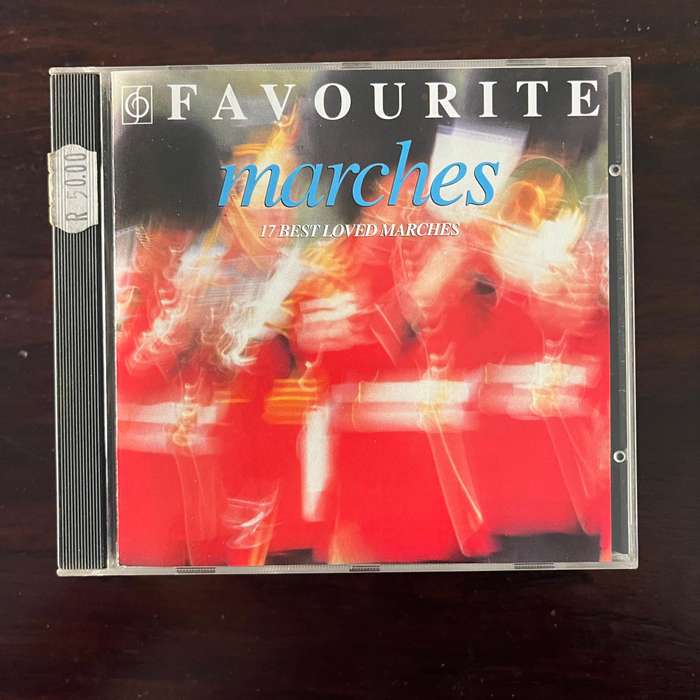 FAVOURITE
marches
17 BEST LOVED MARCHES
R 50.00